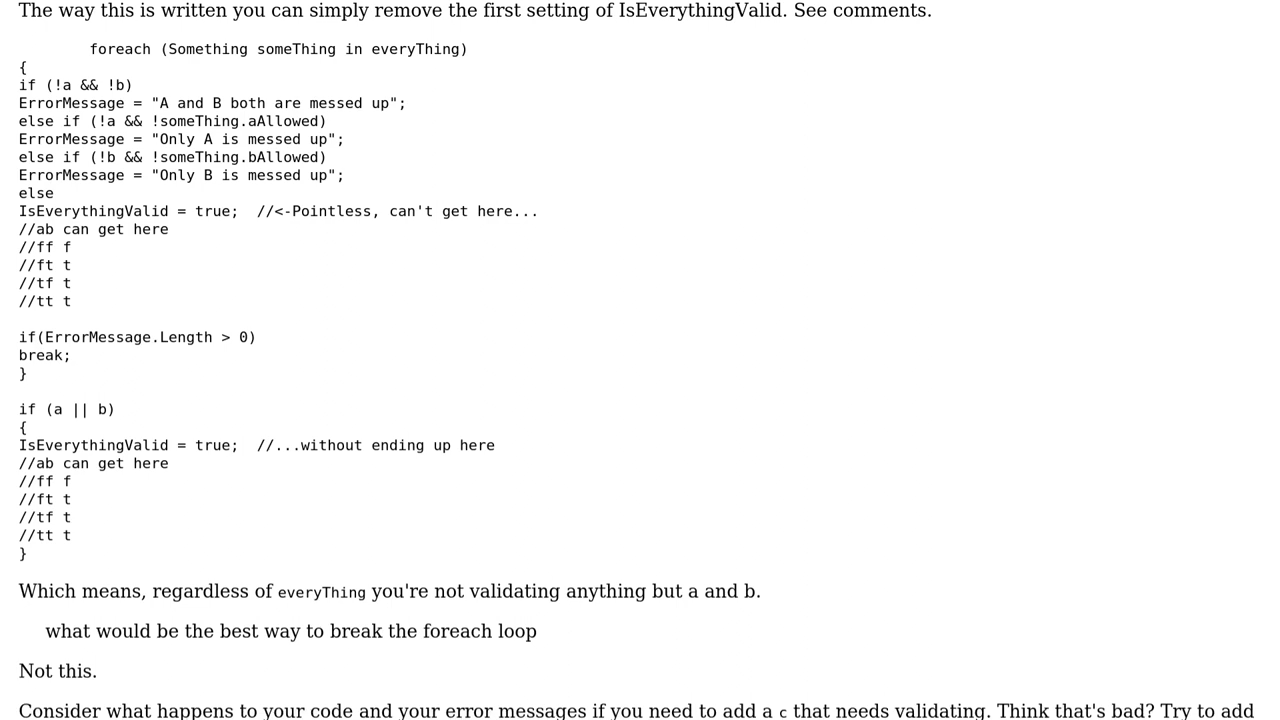 The way this is written you can simply remove the first setting of IsEverythingValid. See comments.
foreach (Something someThing in everyThing)
{
if (!a && !b)
ErrorMessage = "A and B both are messed up";
else if (!a && !someThing.aAllowed)
ErrorMessage = "Only A is messed up";
else if (!b && !someThing.bAllowed)
ErrorMessage = "Only B is messed up";
else
IsEverythingValid = true;  //<-Pointless, can't get here...
//ab can get here
//ff f
//ft t
//tf t
//tt t
if(ErrorMessage.Length > 0)
break;
}
if (a || b)
{
IsEverythingValid = true;  //...without ending up here
//ab can get here
//ff f
//ft t
//tf t
//tt t
}
Which means, regardless of everyThing you're not validating anything but a and b.
what would be the best way to break the foreach loop
Not this.
Consider what happens to your code and your error messages if you need to add a c that needs validating. Think that's bad? Try to add